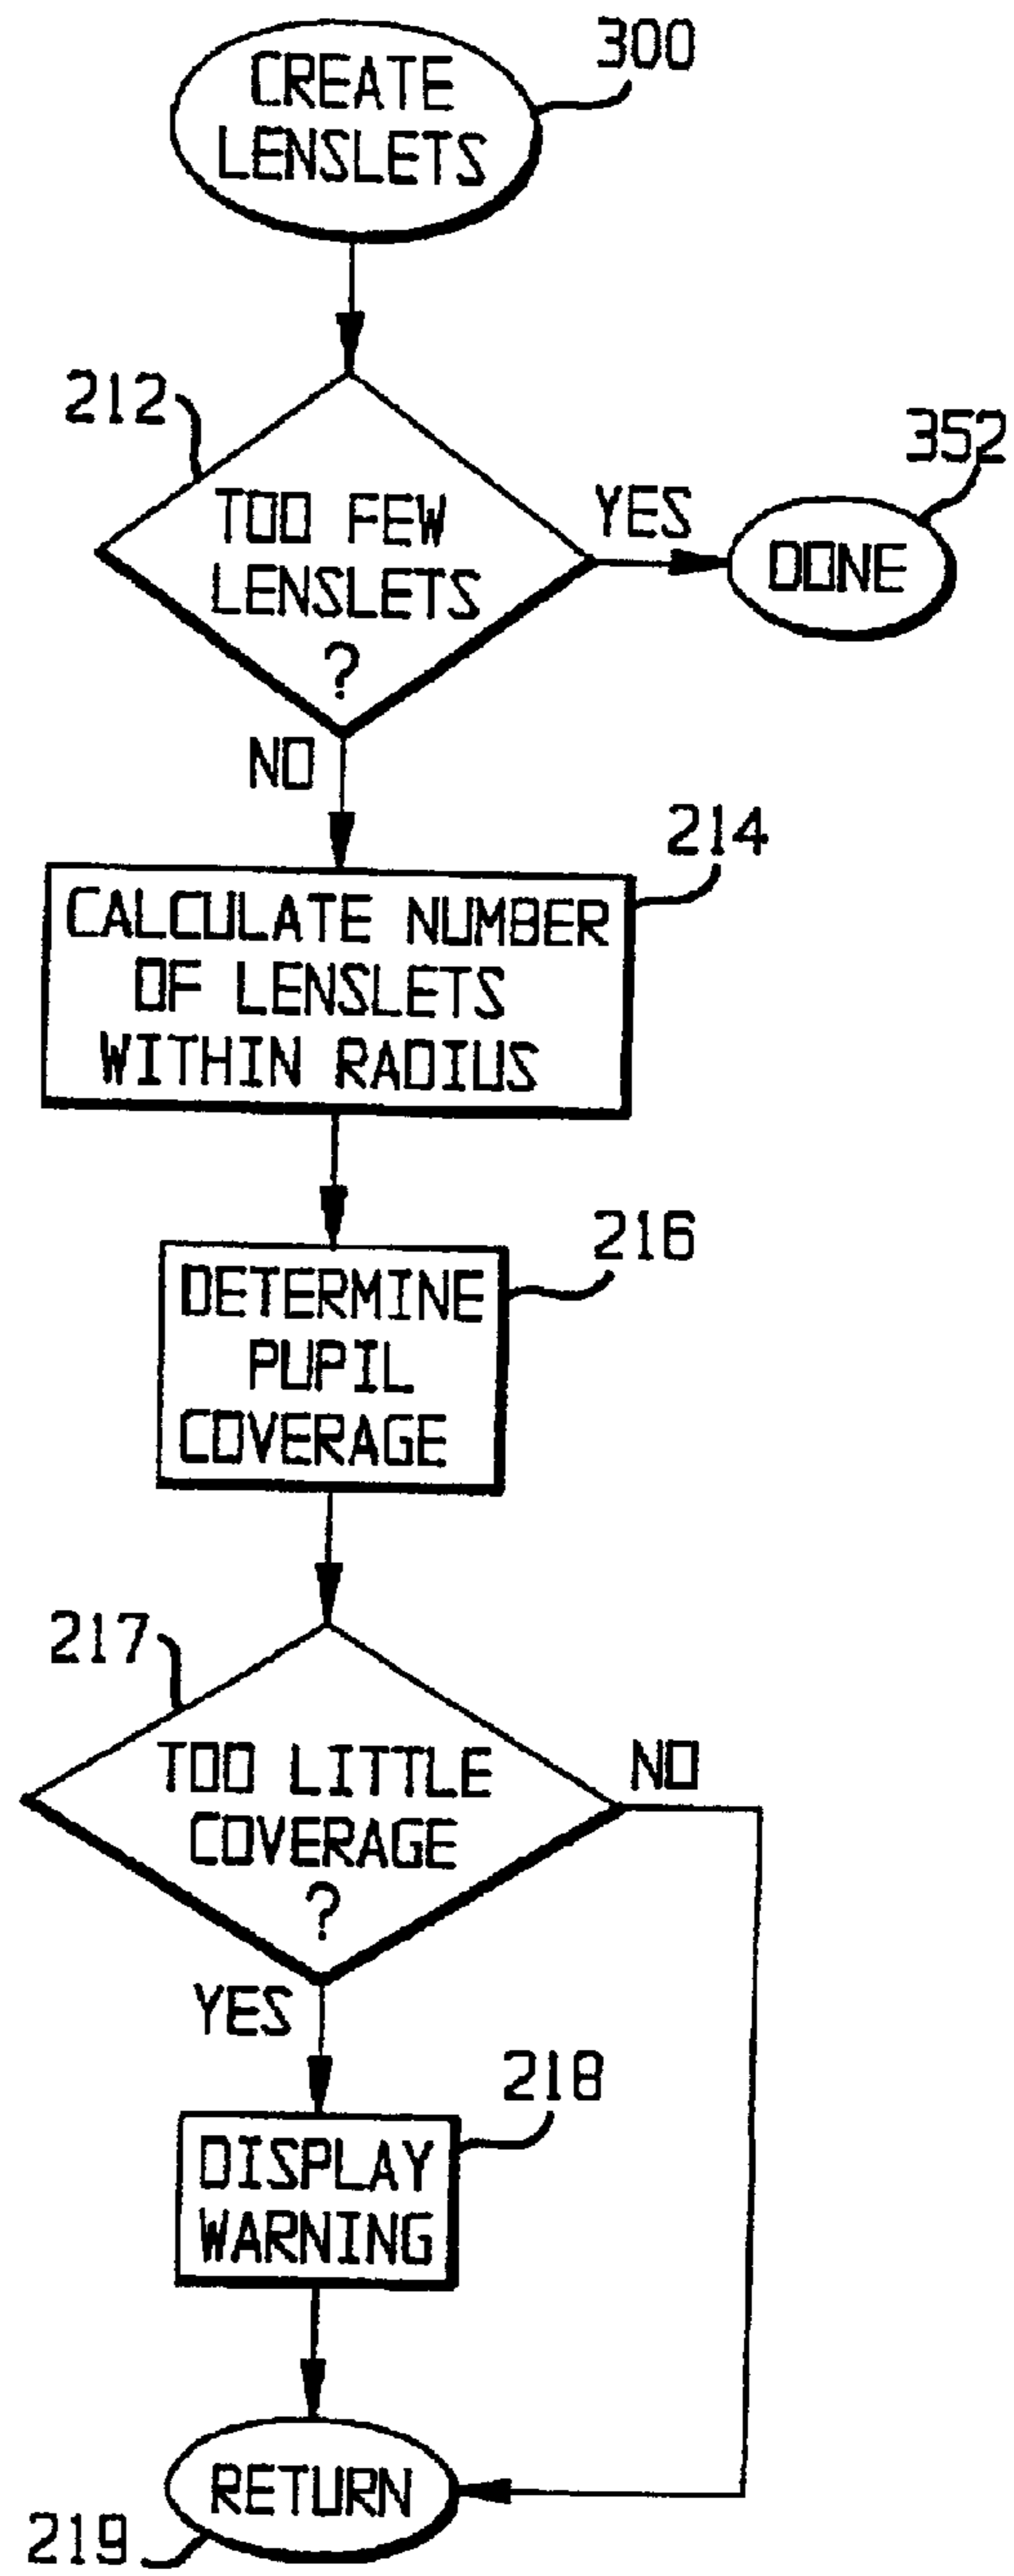 300
CREATE
LENSLETS
212
352
TOO FEW
LENSLETS
?
YES
DONE
NO
214
CALCULATE NUMBER
OF LENSLETS
WITHIN RADIUS
216
DETERMINE
PUPIL
COVERAGE
217
TOO LITTLE
COVERAGE
?
NO
YES
218
DISPLAY
WARNING
RETURN
219